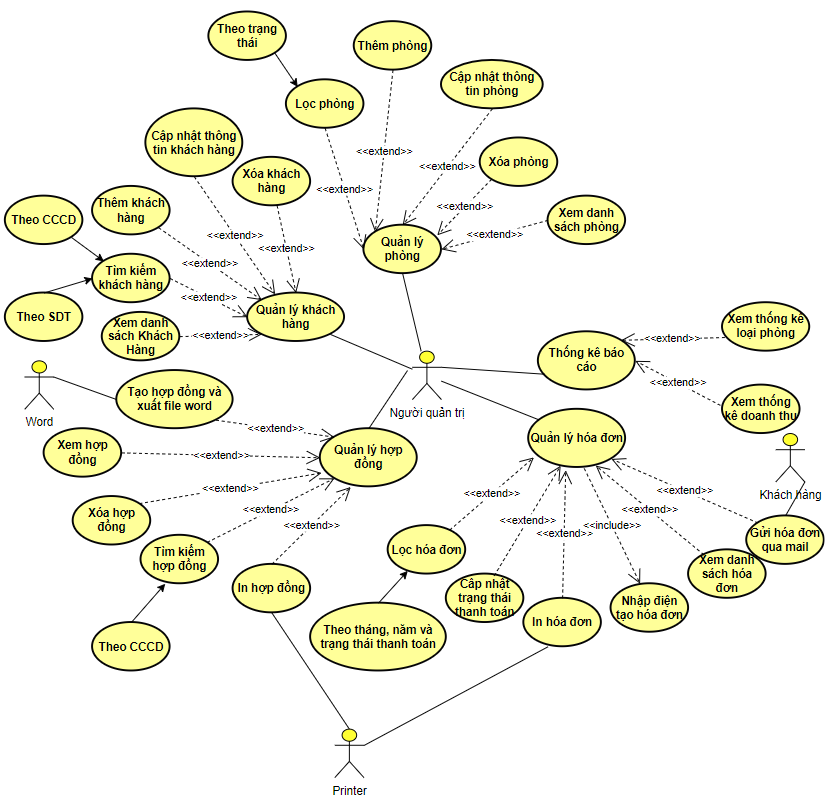 Theo trạng
thái
Thêm phòng
Cập nhật thông
tin phòng
Lọc phòng
Cập nhật thông
tin khách hàng
<<extend>>
<<extend>>
Xóa phòng
Xóa khách
hàng
<<extend>>
Thêm khách
hàng
<<extend>>
Xem danh
sách phòng
Theo CCCD
<<extend>>
<<extend>>
<<extend>>
Quản lý
phòng
<<extend>>
Tìm kiếm
khách hàng
<<extend>>
Theo SDT
Quản lý khách
hàng
Xem danh
sách Khách
Hàng
<<extend>>
Xem thống kê
loại phòng
<<extend>>
Thống kê báo
cáo
<<extend>>
Word
Tạo hợp đồng và
xuất file word
Người quản trị
Xem thống
kê doanh thu
<<extend>>
Xem hợp
đồng
<<extend>>
Quản lý hợp
đồng
Quản lý hóa đơn
<<extend>>
<<extend>>
<<extend>>
Khách hàng
Xóa hợp
đồng
<<extend>>
<<extend>>
<<extend>>
<<include>>
<<extend>>
<<extend>>
Gửi hóa đơn
qua mail
Tìm kiếm
hợp đồng
Lọc hóa đơn
Xem danh
sách hóa
đơn
In hợp đồng
Cập nhật
trạng thái
thanh toán
Nhập điện
tạo hóa đơn
In hóa đơn
Theo tháng, năm và
trạng thái thanh toán
Theo CCCD
Printer